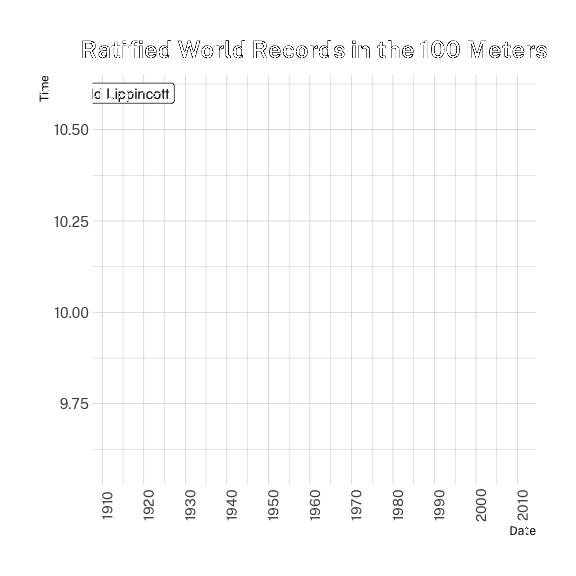 Ratified World Records in the 100 Meters
Time
ld Lippincott
10.50
10.25
10.00
9.75
1910 1920 1930 1940 1950 1960 1970 1980 1990 2000 2010
Date